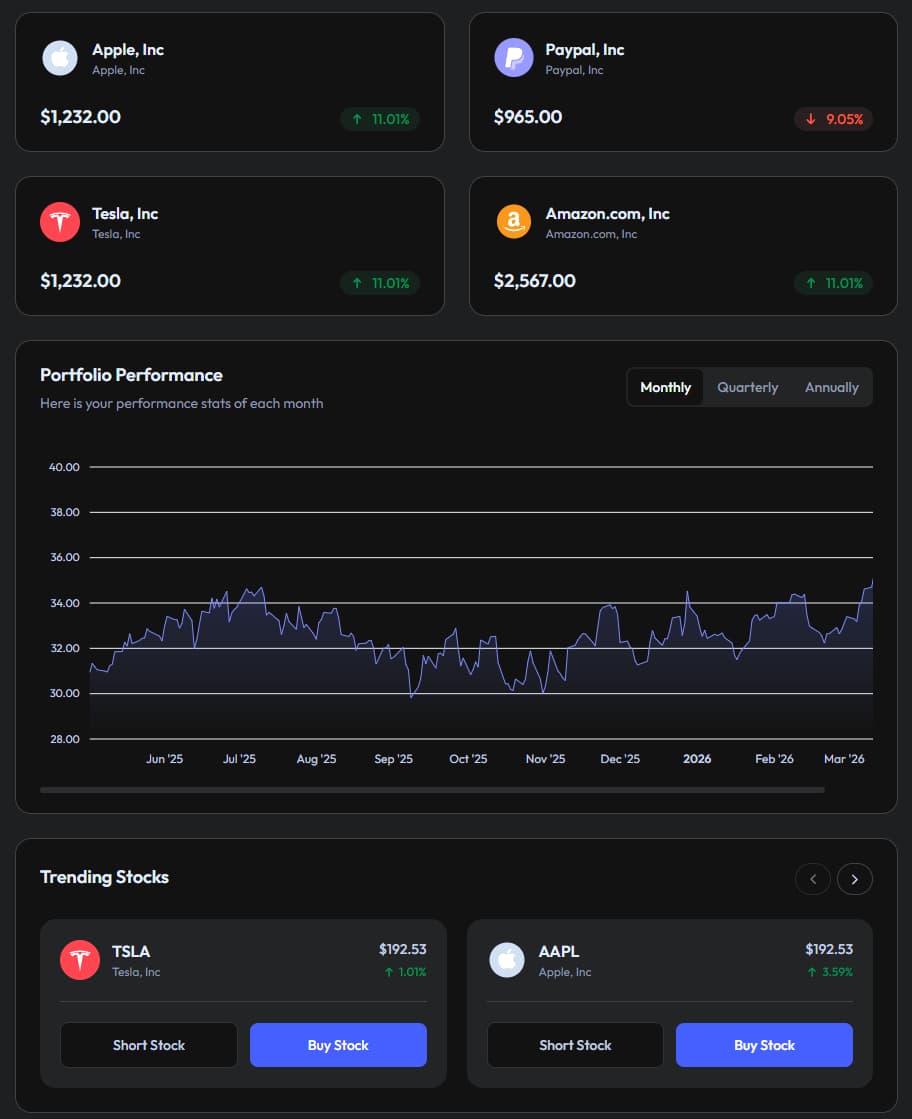 Apple, Inc
Apple, Inc
$1,232.00
↑ 11.01%
Paypal, Inc
Paypal, Inc
$965.00
↓ 9.05%
Tesla, Inc
Tesla, Inc
$1,232.00
↑ 11.01%
Amazon.com, Inc
Amazon.com, Inc
$2,567.00
↑ 11.01%
Portfolio Performance
Here is your performance stats of each month
Monthly Quarterly Annually
40.00
38.00
36.00
34.00
32.00
30.00
28.00
Jun '25 Jul '25 Aug '25 Sep '25 Oct '25 Nov '25 Dec '25 2026 Feb '26 Mar '26
Trending Stocks
TSLA
Tesla, Inc
$192.53
↑ 1.01%
Short Stock Buy Stock
AAPL
Apple, Inc
$192.53
↑ 3.59%
Short Stock Buy Stock